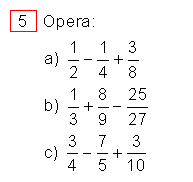 5 Opera:
a) 1/2 − 1/4 + 3/8
b) 1/3 + 8/9 − 25/27
c) 3/4 − 7/5 + 3/10